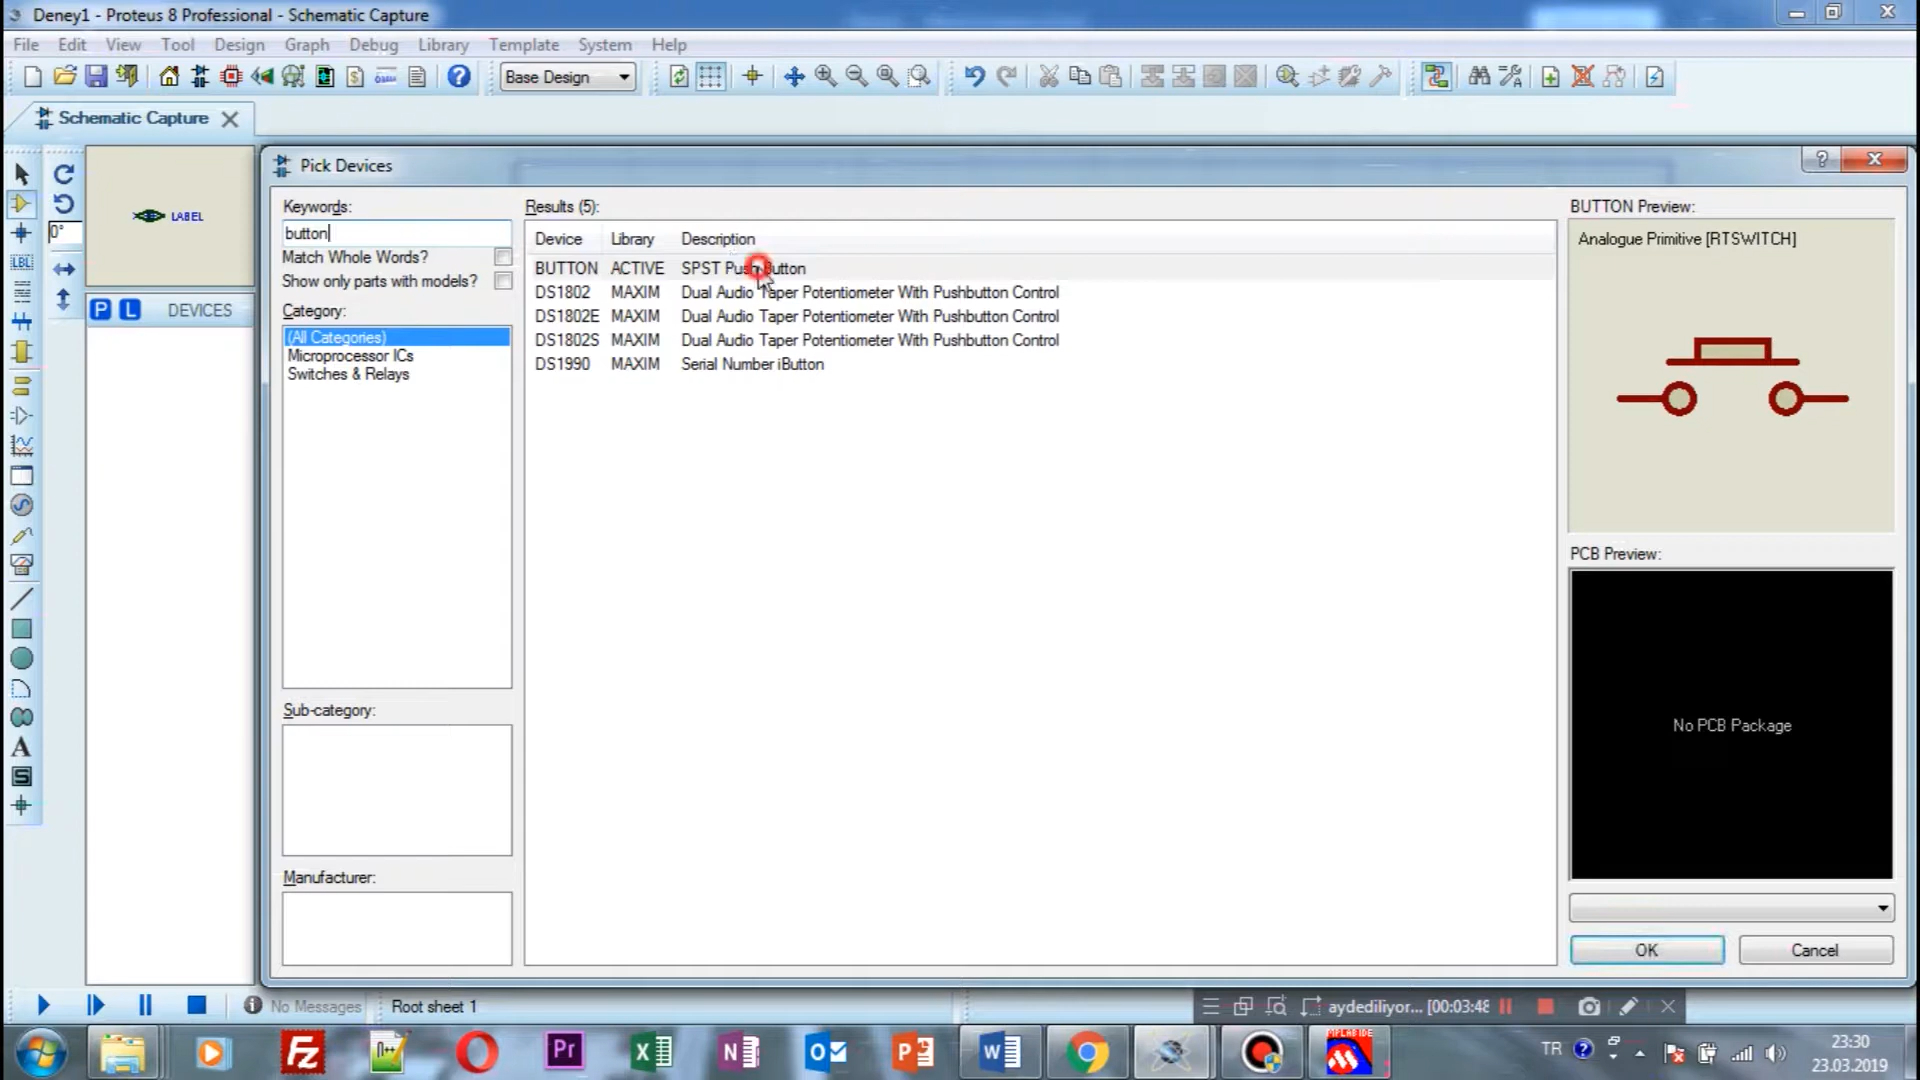 Deney1 - Proteus 8 Professional - Schematic Capture
File Edit View Tool Design Graph Debug Library Template System Help
Base Design
Schematic Capture
LABEL
P L DEVICES
0°
LBL
A
S
Pick Devices
Keywords:
button
Match Whole Words?
Show only parts with models?
Category:
(All Categories)
Microprocessor ICs
Switches & Relays
Sub-category:
Manufacturer:
Results (5):
Device Library Description
BUTTON ACTIVE SPST Push Button
DS1802 MAXIM Dual Audio Taper Potentiometer With Pushbutton Control
DS1802E MAXIM Dual Audio Taper Potentiometer With Pushbutton Control
DS1802S MAXIM Dual Audio Taper Potentiometer With Pushbutton Control
DS1990 MAXIM Serial Number iButton
BUTTON Preview:
Analogue Primitive [RTSWITCH]
PCB Preview:
No PCB Package
OK Cancel
No Messages Root sheet 1
aydediliyor... [00:03:48
TR
23:30
23.03.2019